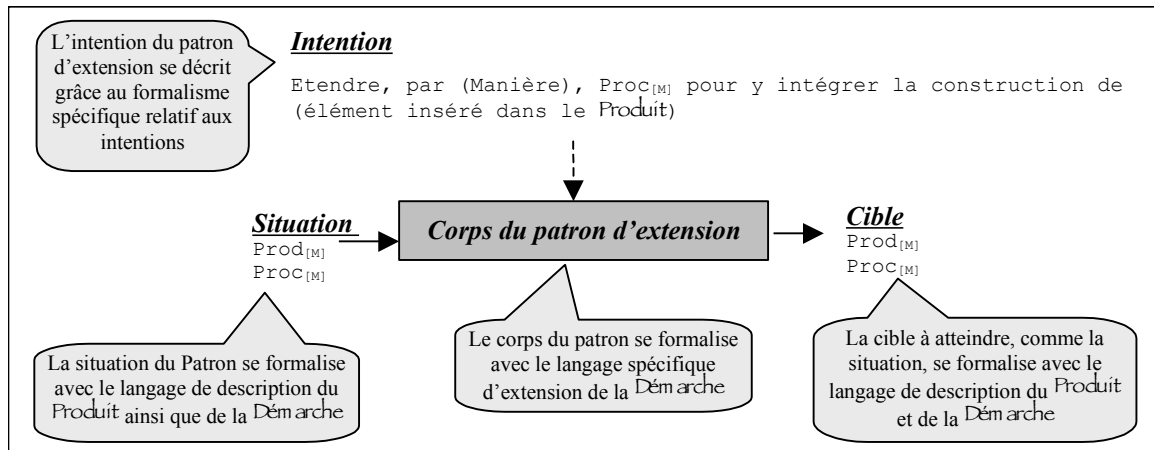 L'intention du patron
d'extension se décrit
grâce au formalisme
spécifique relatif aux
intentions
Intention
Etendre, par (Manière), Proc[M] pour y intégrer la construction de
(élément inséré dans le Produit)
Situation
Prod[M]
Proc[M]
Corps du patron d'extension
Cible
Prod[M]
Proc[M]
La situation du Patron se formalise
avec le langage de description du
Produit ainsi que de la Démarche
Le corps du patron se formalise
avec le langage spécifique
d'extension de la Démarche
La cible à atteindre, comme la
situation, se formalise avec le
langage de description du Produit
et de la Démarche